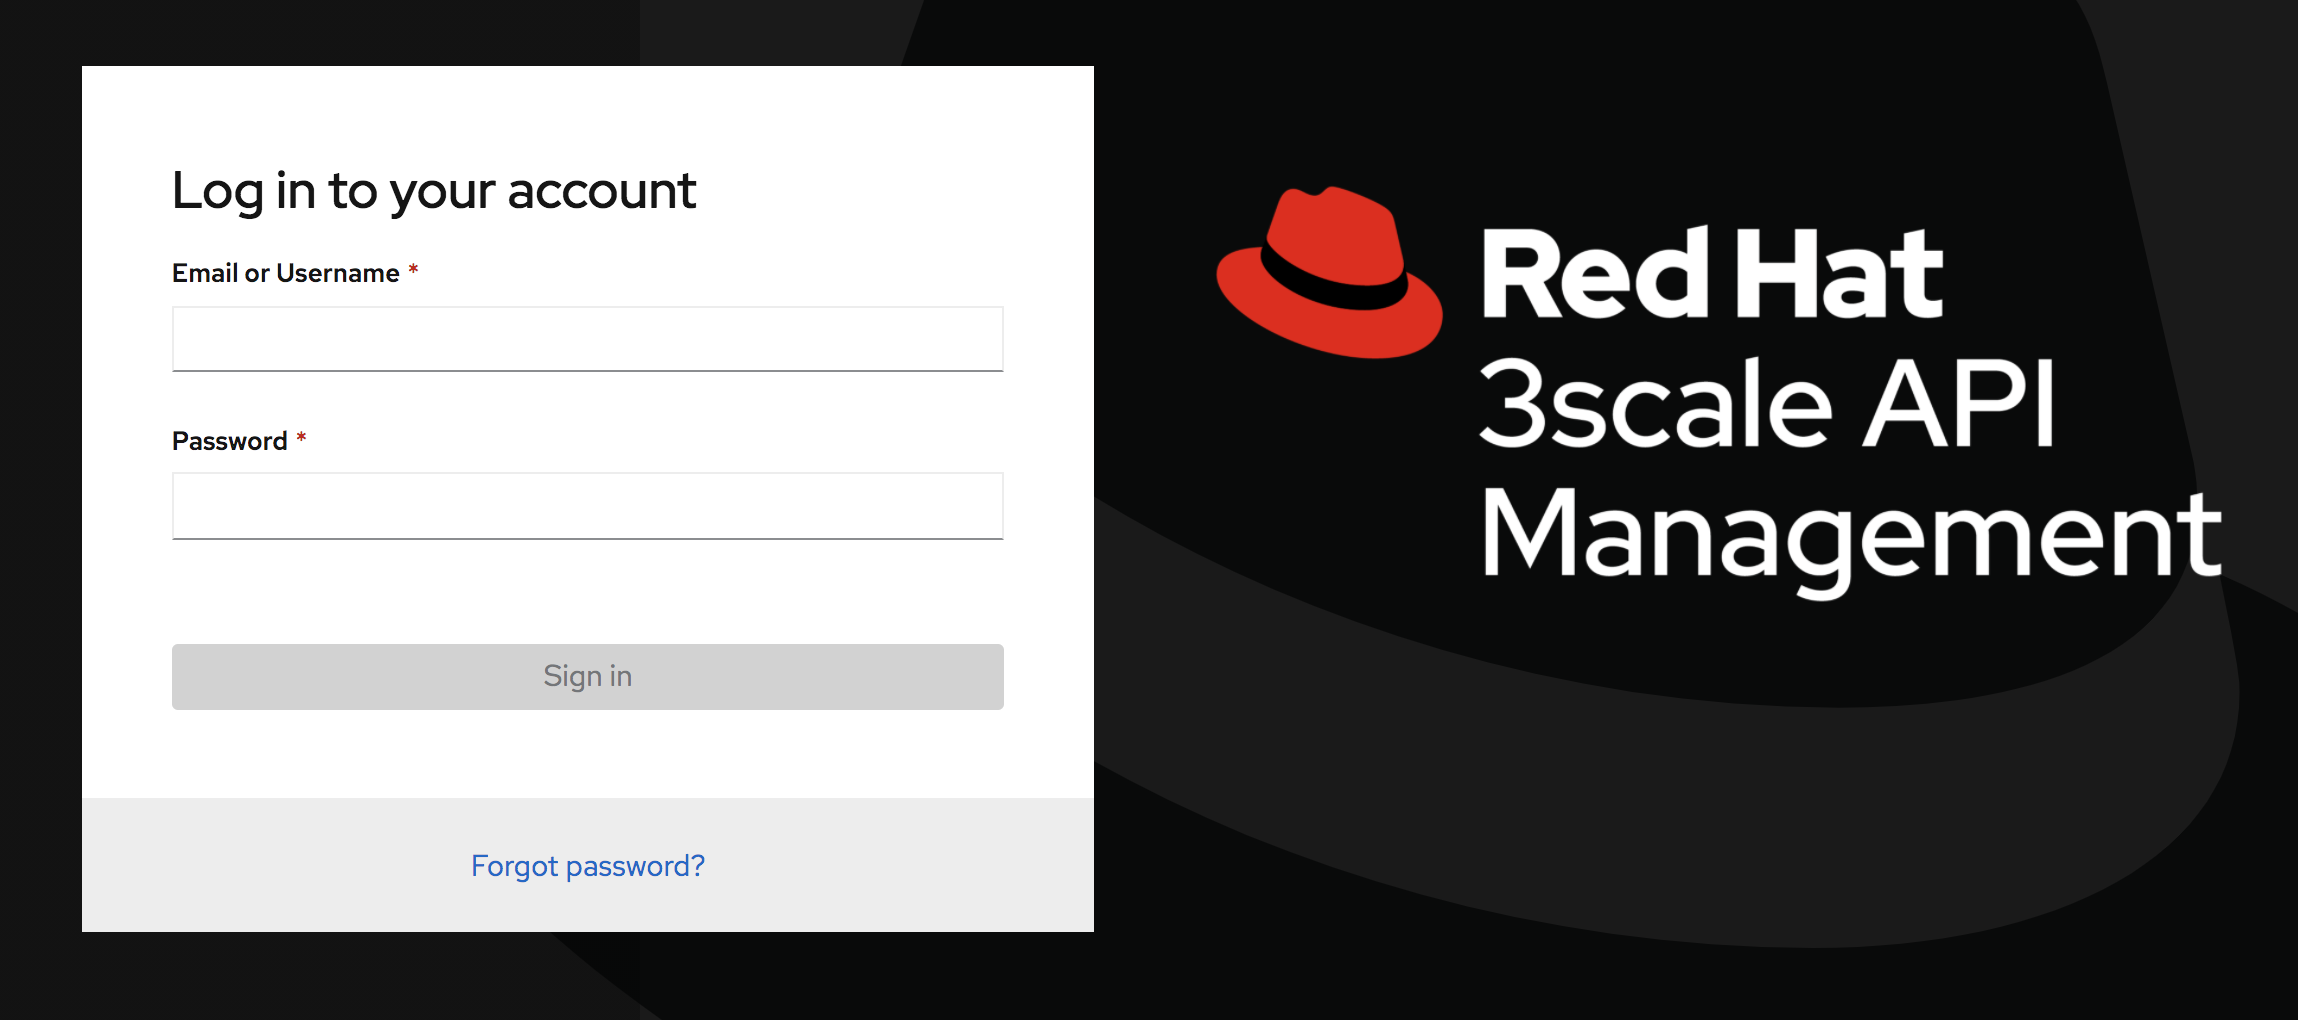 Log in to your account
Email or Username *
Password *
Sign in
Forgot password?
Red Hat
3scale API
Management